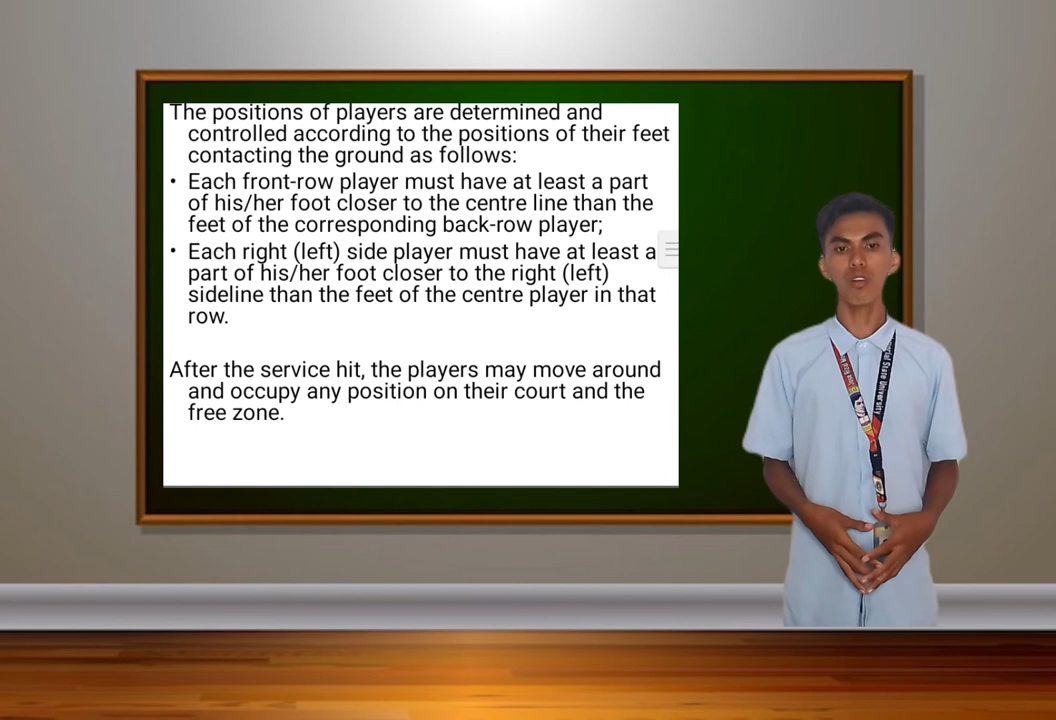 The positions of players are determined and
controlled according to the positions of their feet
contacting the ground as follows:
• Each front-row player must have at least a part
of his/her foot closer to the centre line than the
feet of the corresponding back-row player;
• Each right (left) side player must have at least a
part of his/her foot closer to the right (left)
sideline than the feet of the centre player in that
row.
After the service hit, the players may move around
and occupy any position on their court and the
free zone.
State University